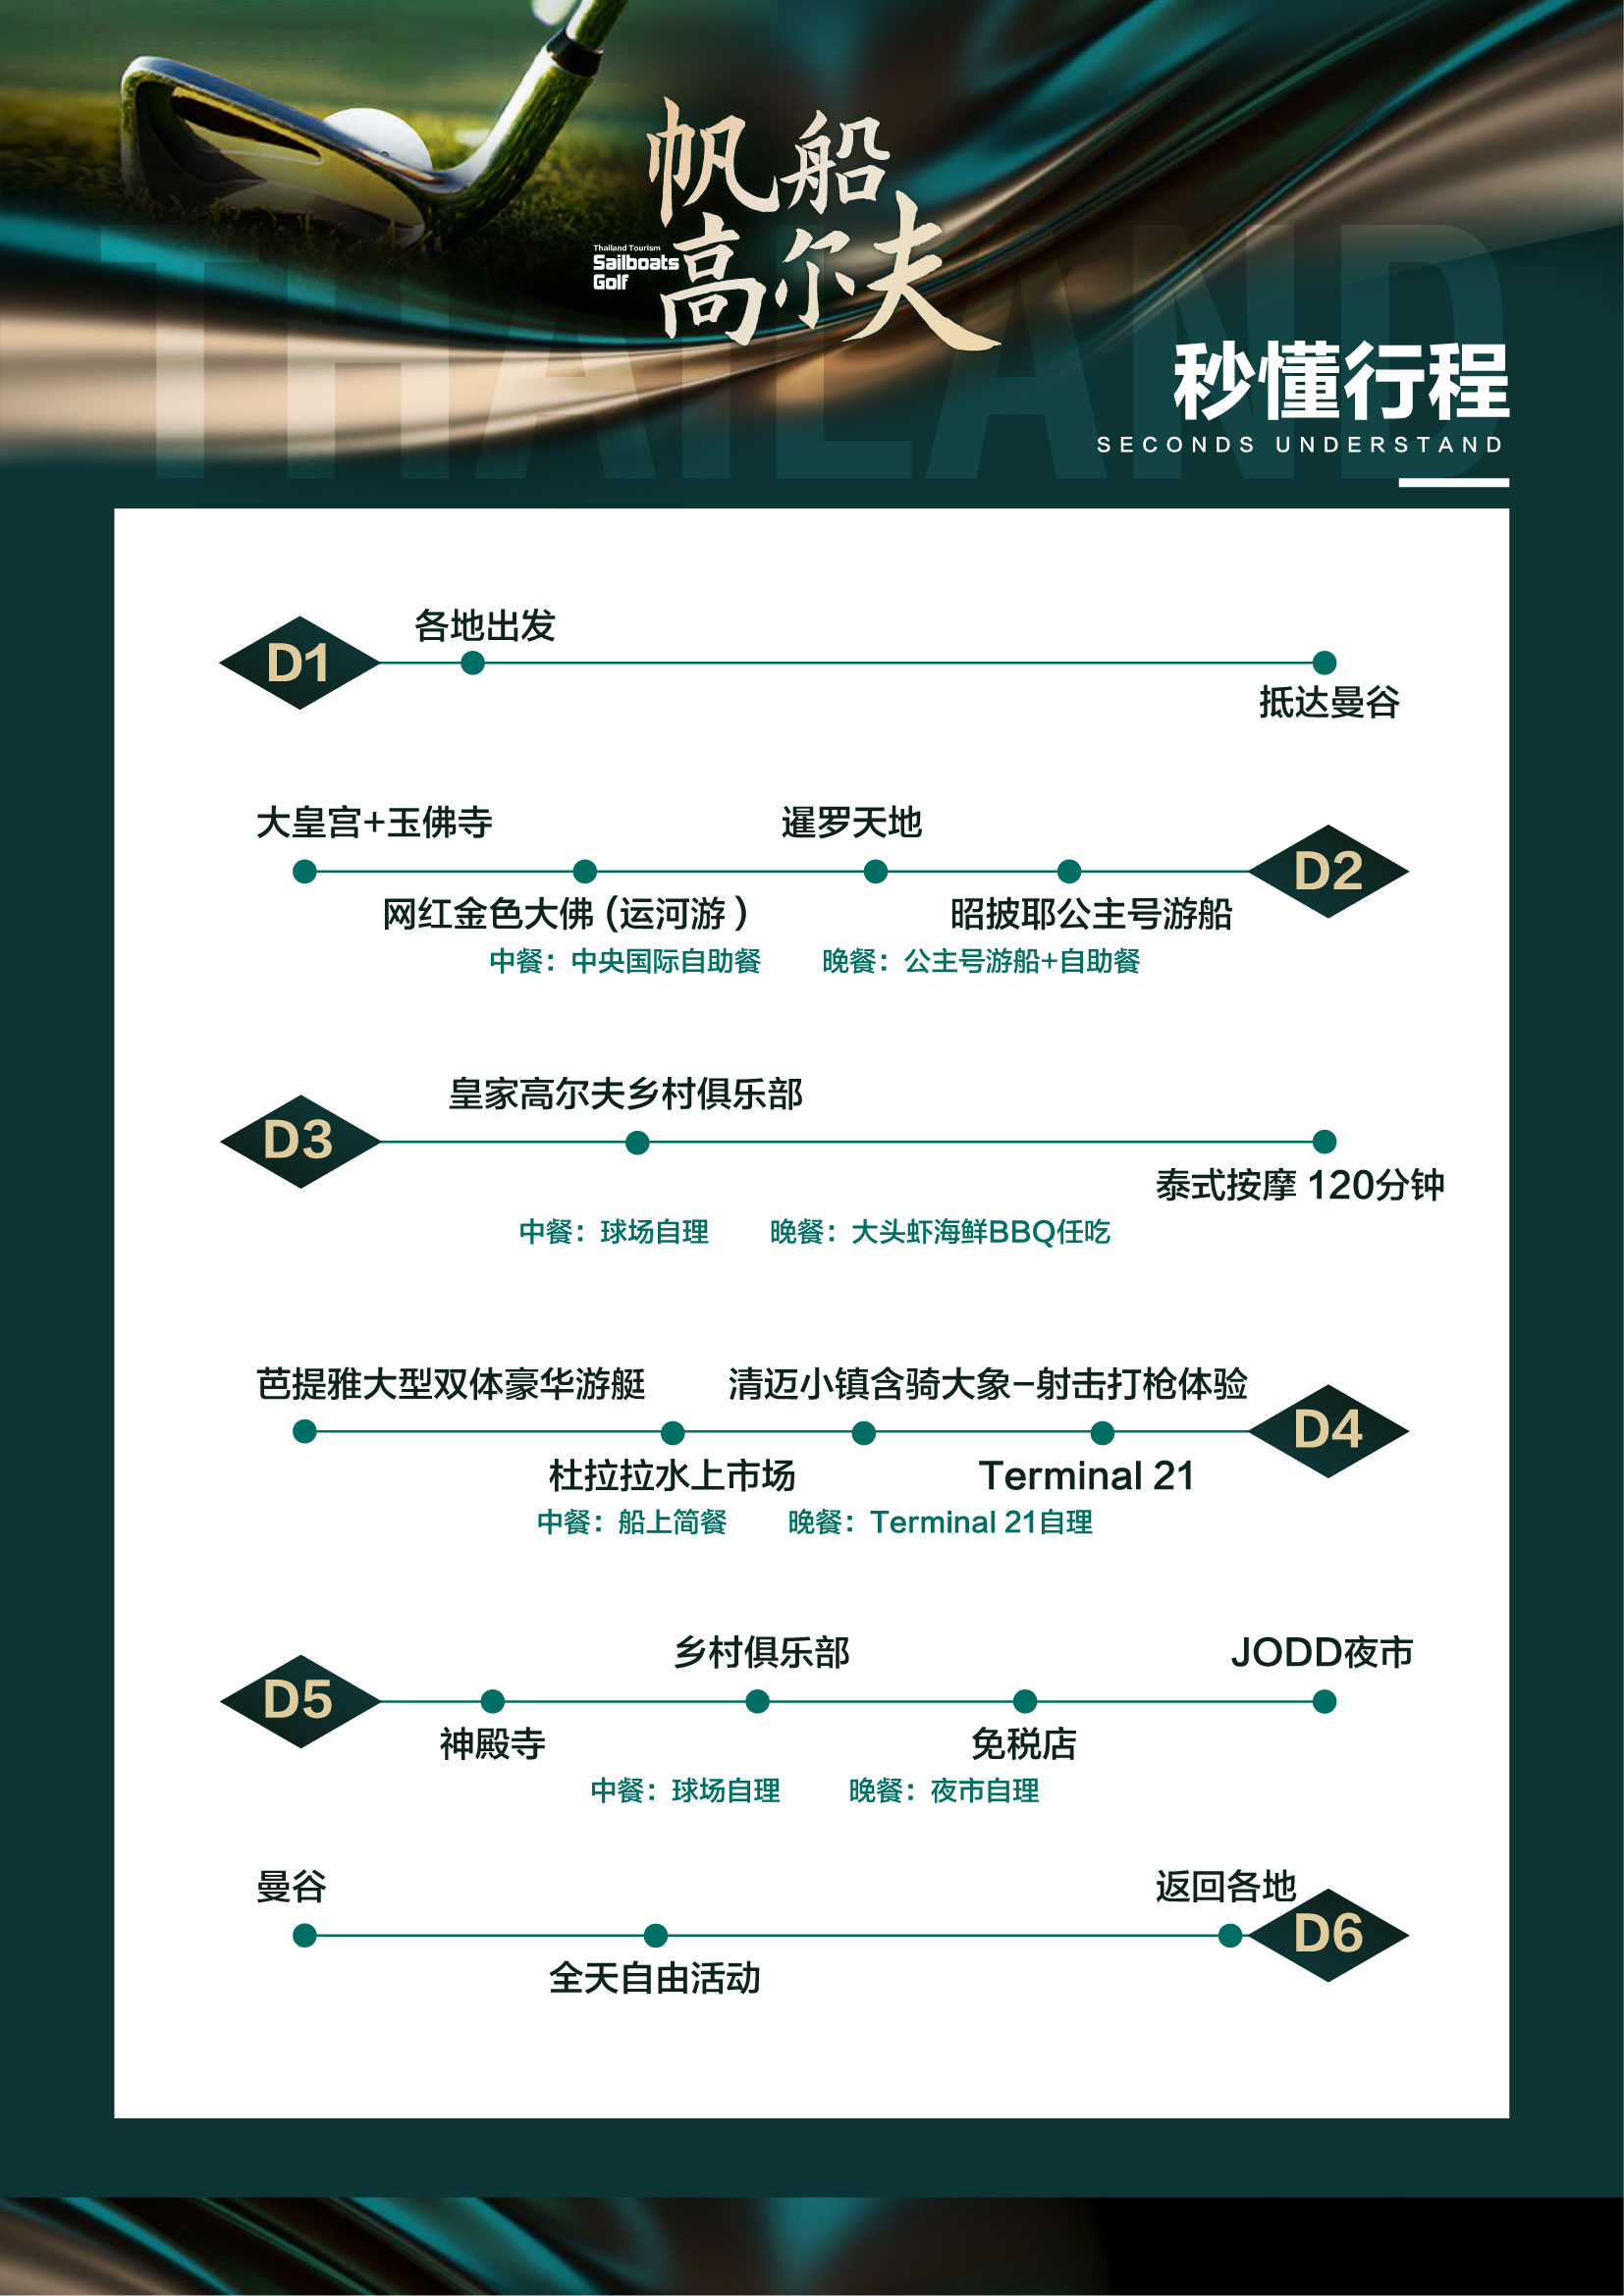 帆船
高尔夫
Thailand Tourism
Sailboats
Golf
THAILAND
秒懂行程
SECONDS UNDERSTAND
D1
各地出发
抵达曼谷
大皇宫+玉佛寺
暹罗天地
D2
网红金色大佛 (运河游 )
昭披耶公主号游船
中餐：中央国际自助餐 晚餐：公主号游船+自助餐
皇家高尔夫乡村俱乐部
D3
泰式按摩 120分钟
中餐：球场自理 晚餐：大头虾海鲜BBQ任吃
芭提雅大型双体豪华游艇
清迈小镇含骑大象–射击打枪体验
D4
杜拉拉水上市场
Terminal 21
中餐：船上简餐 晚餐：Terminal 21自理
乡村俱乐部
JODD夜市
D5
神殿寺
免税店
中餐：球场自理 晚餐：夜市自理
曼谷
返回各地
D6
全天自由活动